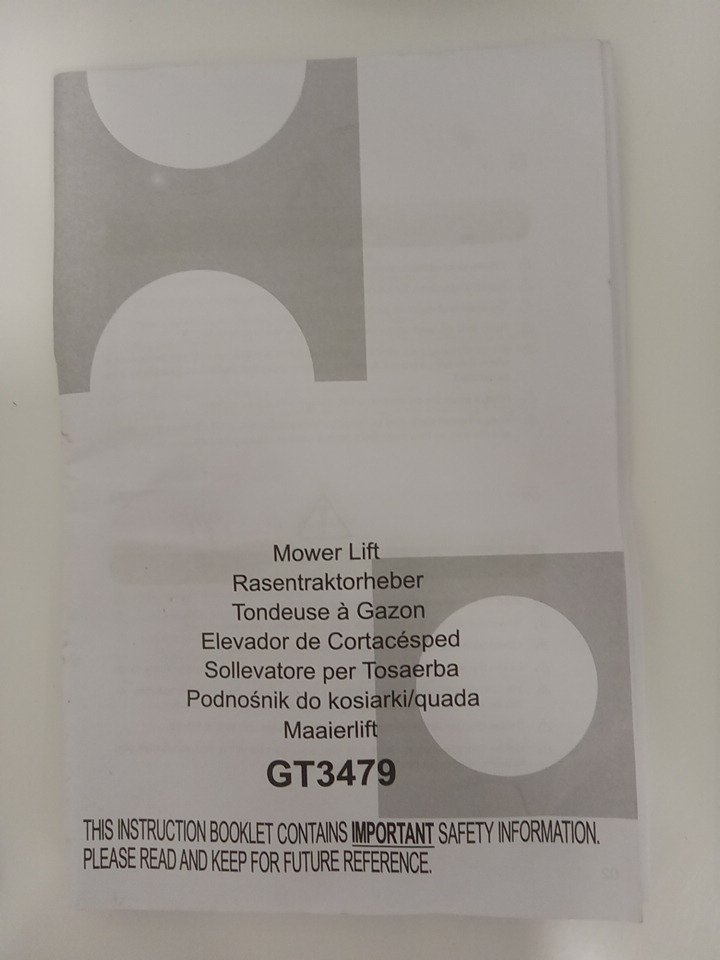 Mower Lift
Rasentraktorheber
Tondeuse à Gazon
Elevador de Cortacésped
Sollevatore per Tosaerba
Podnośnik do kosiarki/quada
Maaierlift
GT3479
THIS INSTRUCTION BOOKLET CONTAINS IMPORTANT SAFETY INFORMATION.
PLEASE READ AND KEEP FOR FUTURE REFERENCE.